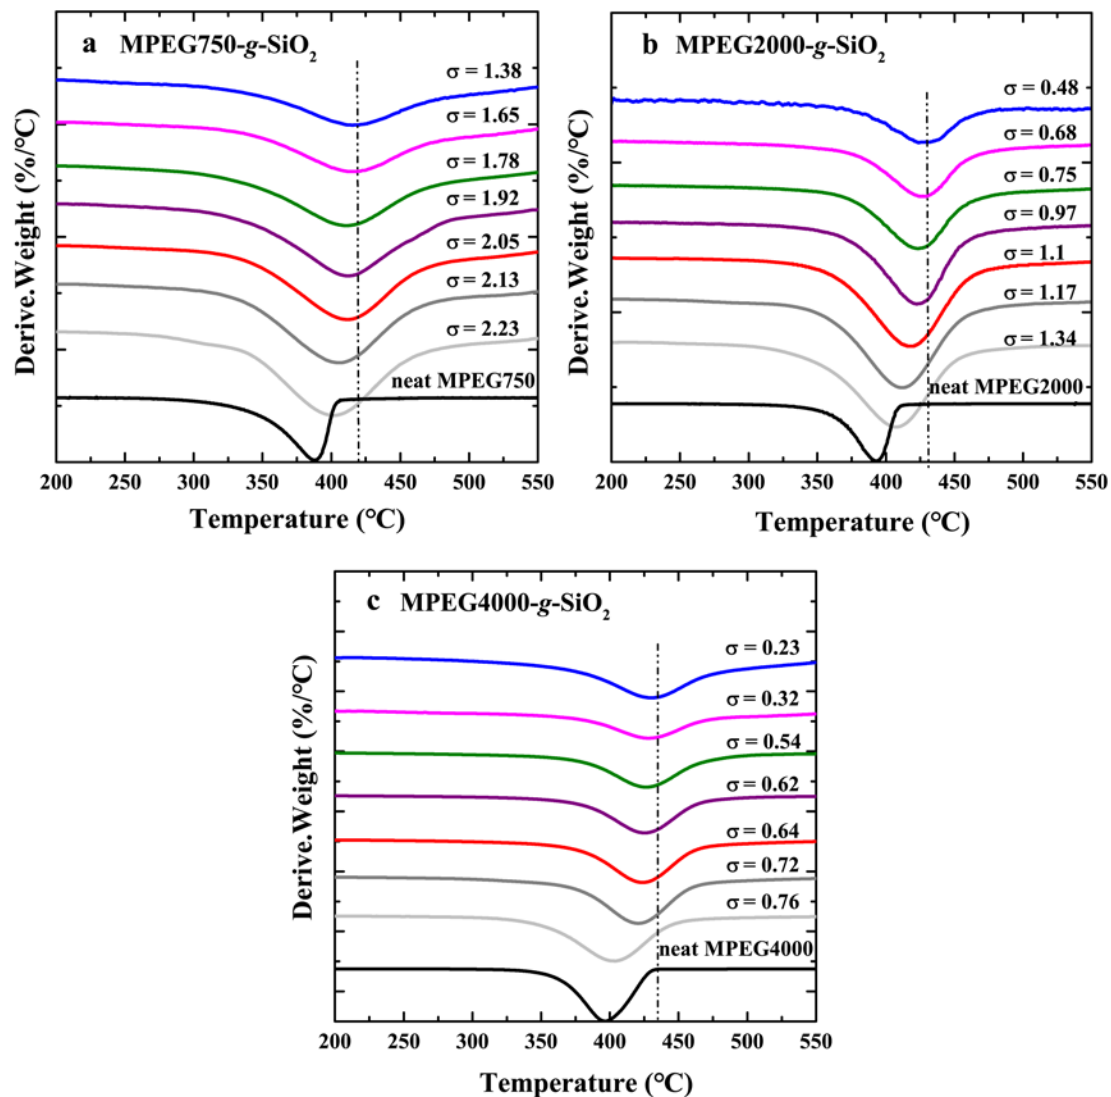 a MPEG750-g-SiO₂
σ = 1.38
σ = 1.65
σ = 1.78
σ = 1.92
σ = 2.05
σ = 2.13
σ = 2.23
neat MPEG750
Derive.Weight (%/°C)
200 250 300 350 400 450 500 550
Temperature (°C)
b MPEG2000-g-SiO₂
σ = 0.48
σ = 0.68
σ = 0.75
σ = 0.97
σ = 1.1
σ = 1.17
σ = 1.34
neat MPEG2000
Derive.Weight (%/°C)
200 250 300 350 400 450 500 550
Temperature (°C)
c MPEG4000-g-SiO₂
σ = 0.23
σ = 0.32
σ = 0.54
σ = 0.62
σ = 0.64
σ = 0.72
σ = 0.76
neat MPEG4000
Derive.Weight (%/°C)
200 250 300 350 400 450 500 550
Temperature (°C)